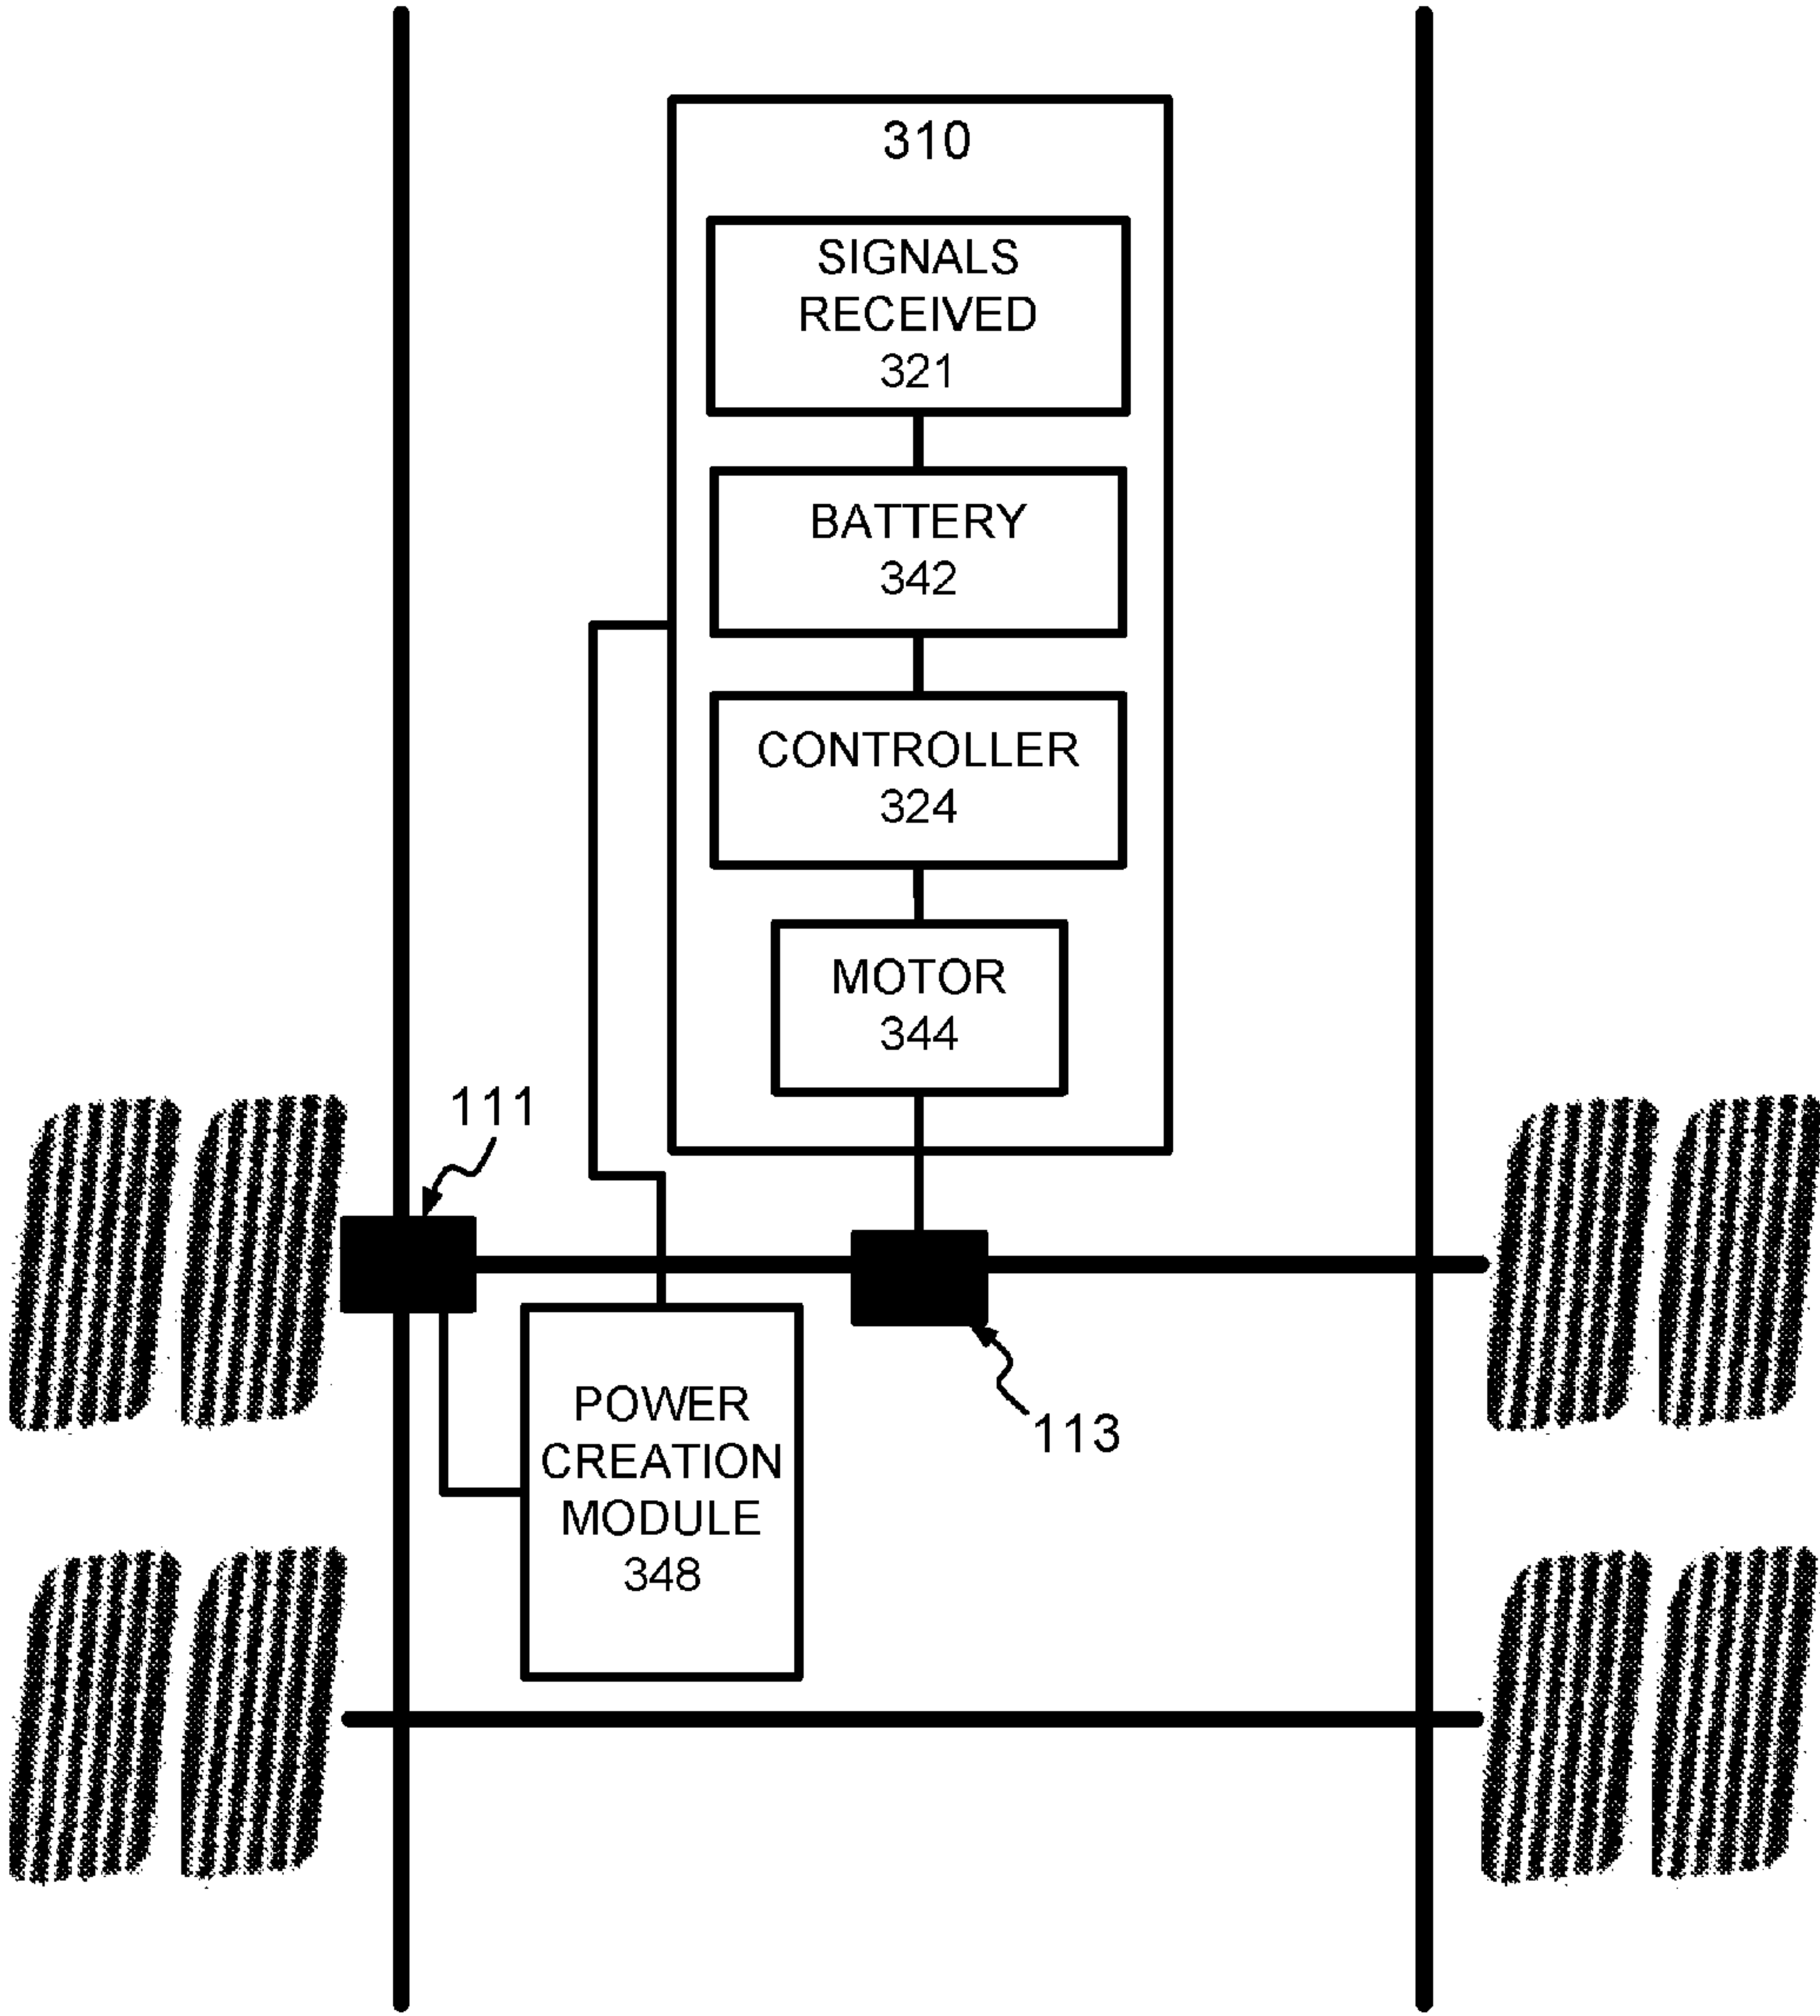 310
SIGNALS
RECEIVED
321
BATTERY
342
CONTROLLER
324
MOTOR
344
111
113
POWER
CREATION
MODULE
348